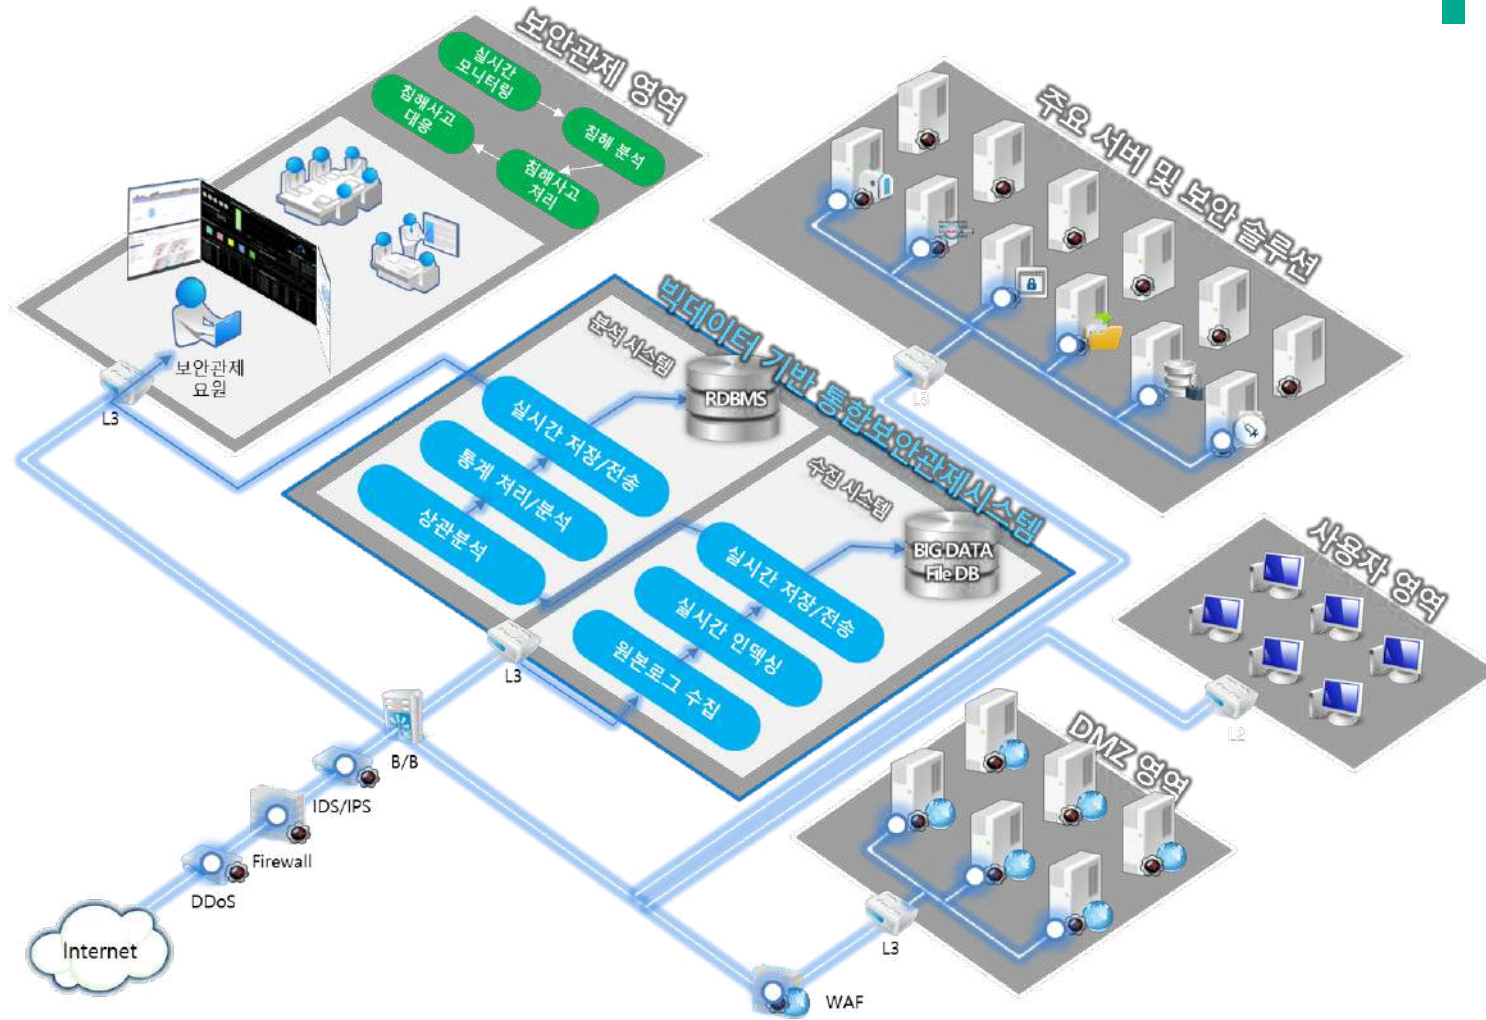 보안관제 영역
실시간
모니터링
침해 분석
침해사고
처리
침해사고
대응
보안관제
요원
L3
주요 서버 및 보안 솔루션
L3
빅데이터 기반 통합보안관제시스템
분석 시스템
RDBMS
실시간 저장/전송
통계 처리/분석
상관분석
수집 시스템
BIG DATA
File DB
실시간 저장/전송
실시간 인덱싱
원본로그 수집
L3
사용자 영역
L2
DMZ 영역
L3
B/B
IDS/IPS
Firewall
DDoS
Internet
WAF